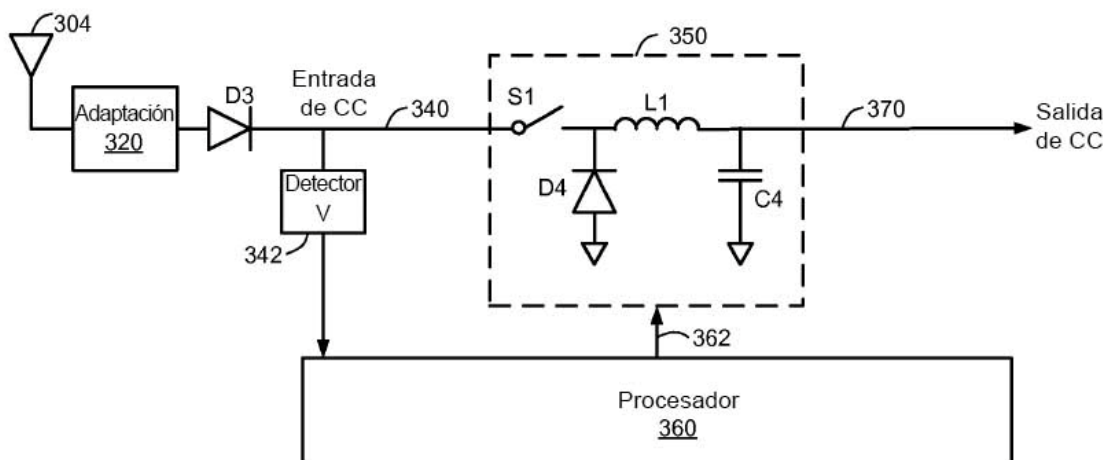 304
350
Adaptación
320
D3
Entrada
de CC
340
S1
L1
370
Salida
de CC
Detector
V
342
D4
C4
362
Procesador
360